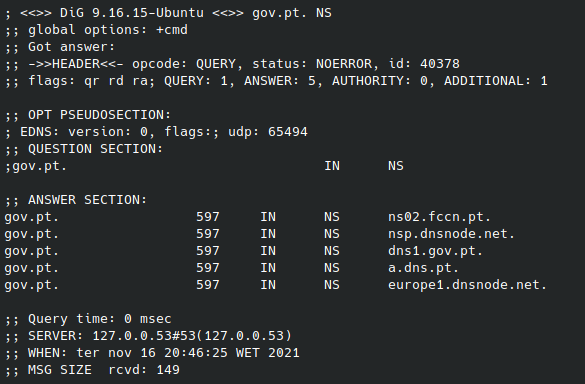 ; <<>> DiG 9.16.15-Ubuntu <<>> gov.pt. NS
;; global options: +cmd
;; Got answer:
;; ->>HEADER<<- opcode: QUERY, status: NOERROR, id: 40378
;; flags: qr rd ra; QUERY: 1, ANSWER: 5, AUTHORITY: 0, ADDITIONAL: 1

;; OPT PSEUDOSECTION:
; EDNS: version: 0, flags:; udp: 65494
;; QUESTION SECTION:
;gov.pt.				IN	NS

;; ANSWER SECTION:
gov.pt.			597	IN	NS	ns02.fccn.pt.
gov.pt.			597	IN	NS	nsp.dnsnode.net.
gov.pt.			597	IN	NS	dns1.gov.pt.
gov.pt.			597	IN	NS	a.dns.pt.
gov.pt.			597	IN	NS	europe1.dnsnode.net.

;; Query time: 0 msec
;; SERVER: 127.0.0.53#53(127.0.0.53)
;; WHEN: ter nov 16 20:46:25 WET 2021
;; MSG SIZE  rcvd: 149